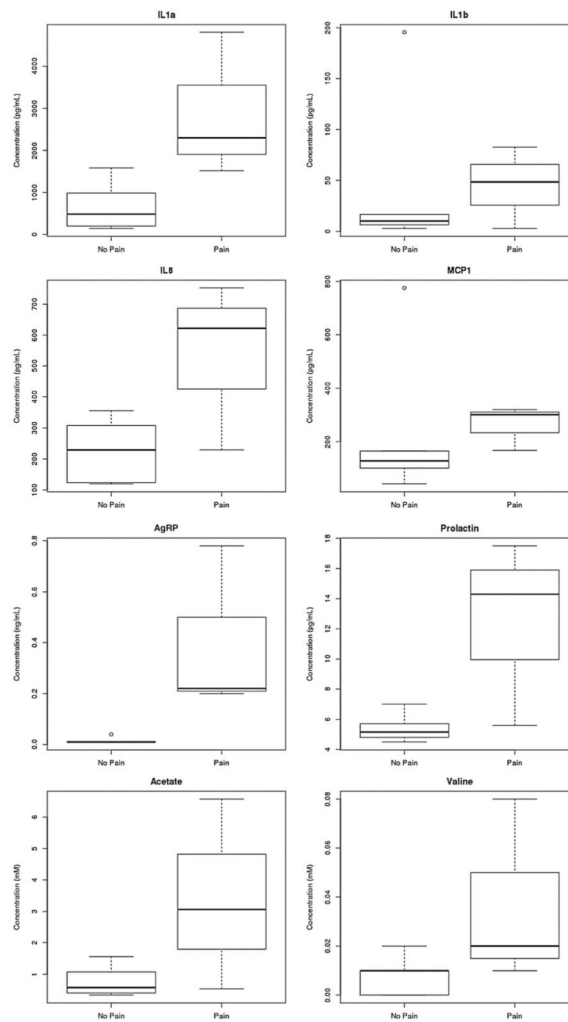 IL1a
Concentration (pg/mL)
0 1000 2000 3000 4000
No Pain Pain
IL1b
Concentration (pg/mL)
0 50 100 150 200
No Pain Pain
IL8
Concentration (pg/mL)
100 200 300 400 500 600 700
No Pain Pain
MCP1
Concentration (pg/mL)
200 400 600 800
No Pain Pain
AgRP
Concentration (ng/mL)
0.0 0.2 0.4 0.6 0.8
No Pain Pain
Prolactin
Concentration (pg/mL)
4 6 8 10 12 14 16 18
No Pain Pain
Acetate
Concentration (mM)
1 2 3 4 5 6
No Pain Pain
Valine
Concentration (mM)
0.00 0.02 0.04 0.06 0.08
No Pain Pain